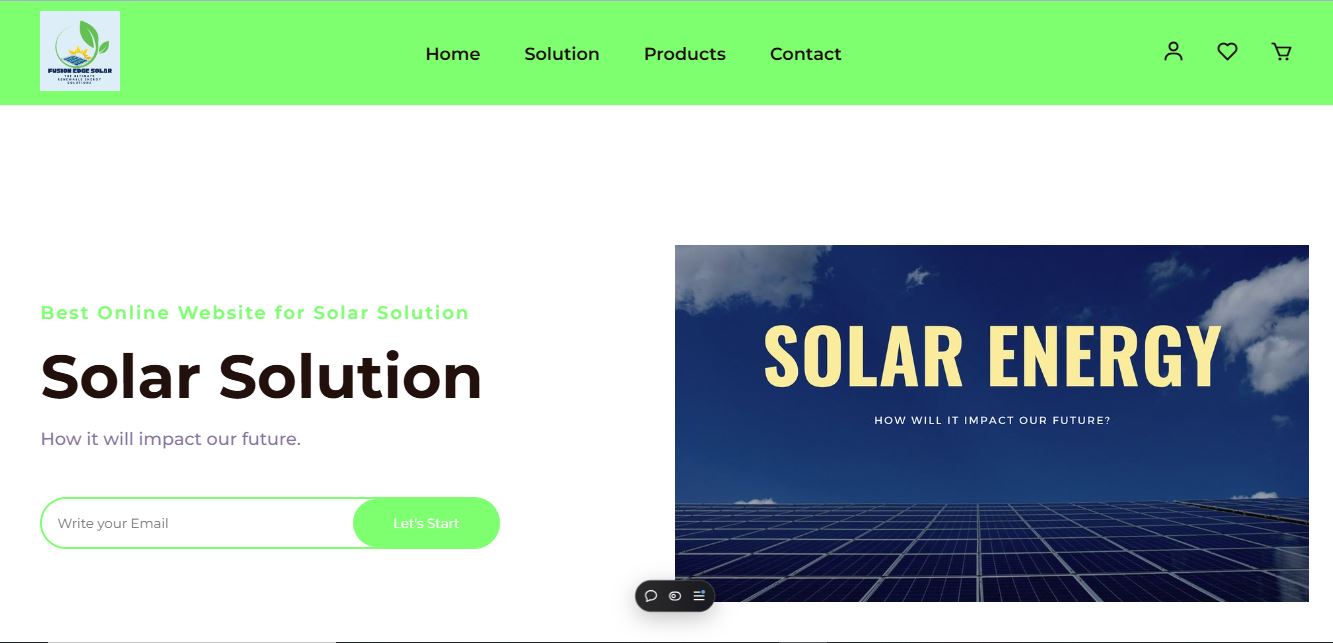 FUSION EDGE SOLAR
THE ULTIMATE
RENEWABLE ENERGY
SOLUTIONS
Home Solution Products Contact
Best Online Website for Solar Solution
Solar Solution
How it will impact our future.
Write your Email Let's Start
SOLAR ENERGY
HOW WILL IT IMPACT OUR FUTURE?